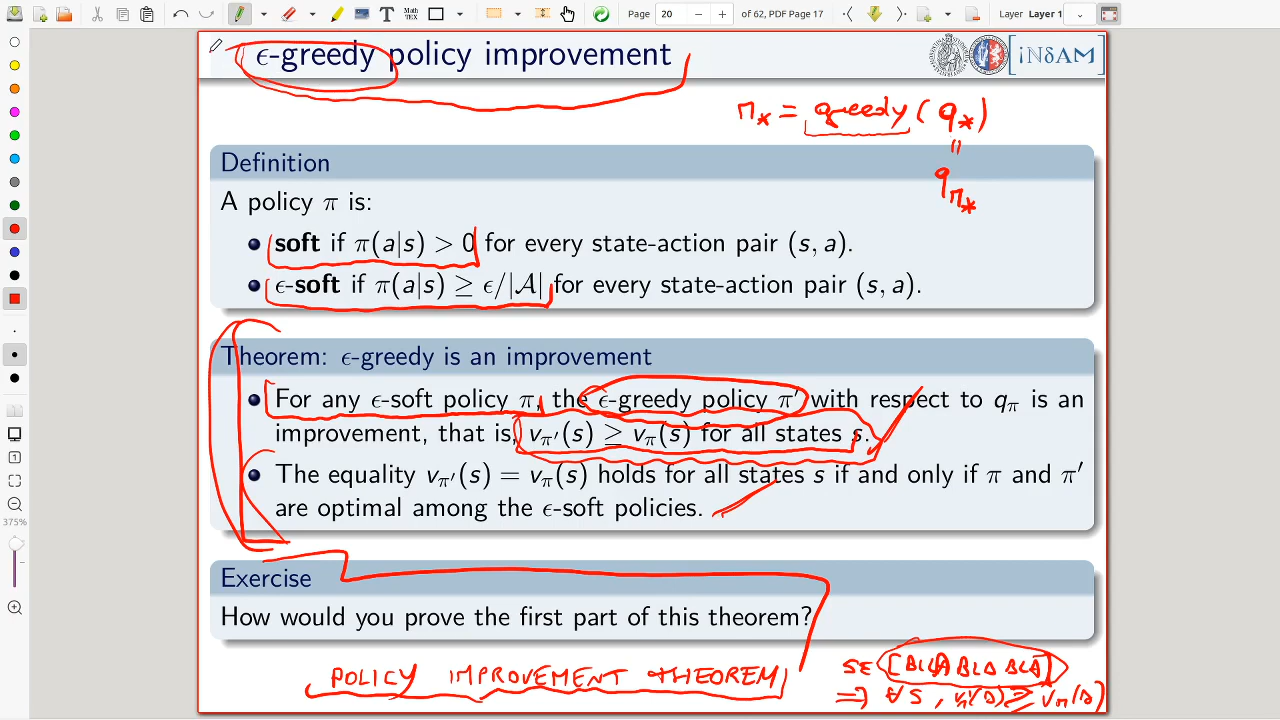 Page 20 of 62 PDF Page 17
Layer Layer 1
ε-greedy policy improvement
iNδAM
π* = greedy(q*)
=
qπ*
Definition
A policy π is:
soft if π(a|s) > 0 for every state-action pair (s, a).
ϵ-soft if π(a|s) ≥ ϵ/|𝒜| for every state-action pair (s, a).
Theorem: ϵ-greedy is an improvement
For any ϵ-soft policy π, the ϵ-greedy policy π′ with respect to qπ is an
improvement, that is, vπ′(s) ≥ vπ(s) for all states s.
The equality vπ′(s) = vπ(s) holds for all states s if and only if π and π′
are optimal among the ϵ-soft policies.
Exercise
How would you prove the first part of this theorem?
POLICY IMPROVEMENT THEOREM
SE [BLA BLA BLA]
⟹ ∀ s, vπ'(s) ≥ vπ(s)
375%